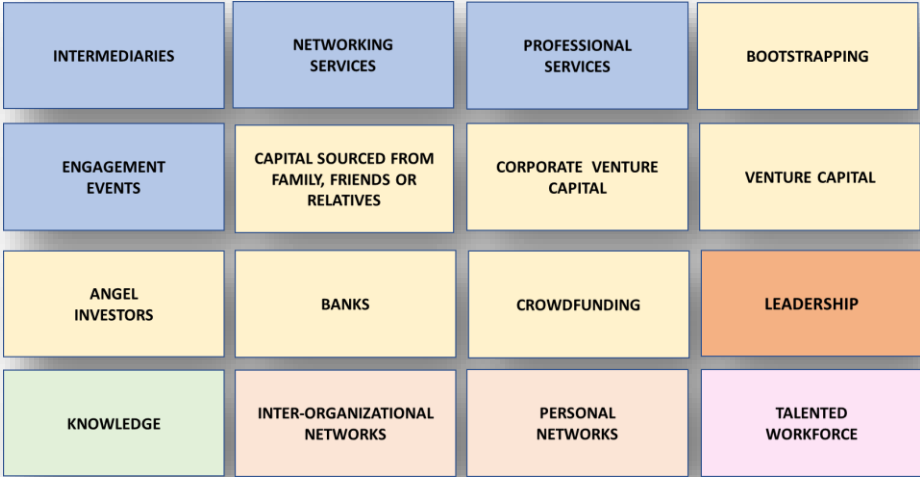 INTERMEDIARIES
NETWORKING
SERVICES
PROFESSIONAL
SERVICES
BOOTSTRAPPING
ENGAGEMENT
EVENTS
CAPITAL SOURCED FROM
FAMILY, FRIENDS OR
RELATIVES
CORPORATE VENTURE
CAPITAL
VENTURE CAPITAL
ANGEL
INVESTORS
BANKS
CROWDFUNDING
LEADERSHIP
KNOWLEDGE
INTER-ORGANIZATIONAL
NETWORKS
PERSONAL
NETWORKS
TALENTED
WORKFORCE